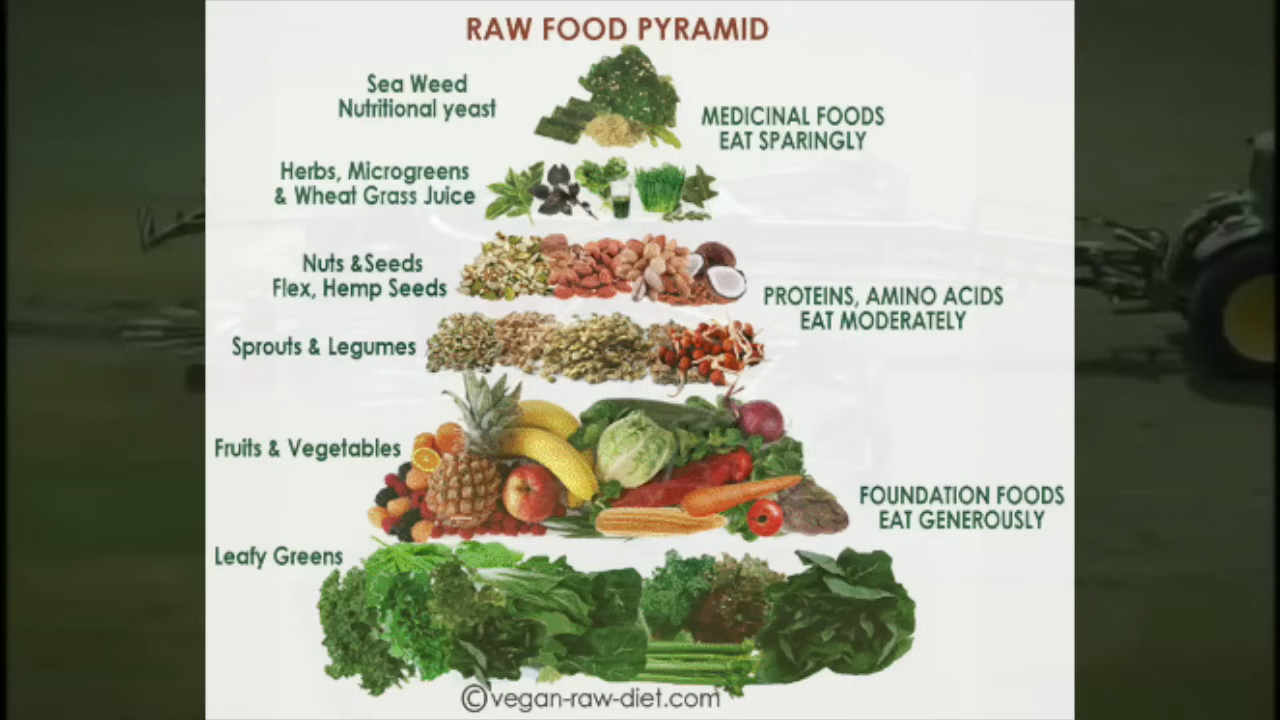 RAW FOOD PYRAMID
Sea Weed
Nutritional yeast
MEDICINAL FOODS
EAT SPARINGLY
Herbs, Microgreens
& Wheat Grass Juice
Nuts &Seeds
Flex, Hemp Seeds
PROTEINS, AMINO ACIDS
EAT MODERATELY
Sprouts & Legumes
Fruits & Vegetables
FOUNDATION FOODS
EAT GENEROUSLY
Leafy Greens
©vegan-raw-diet.com